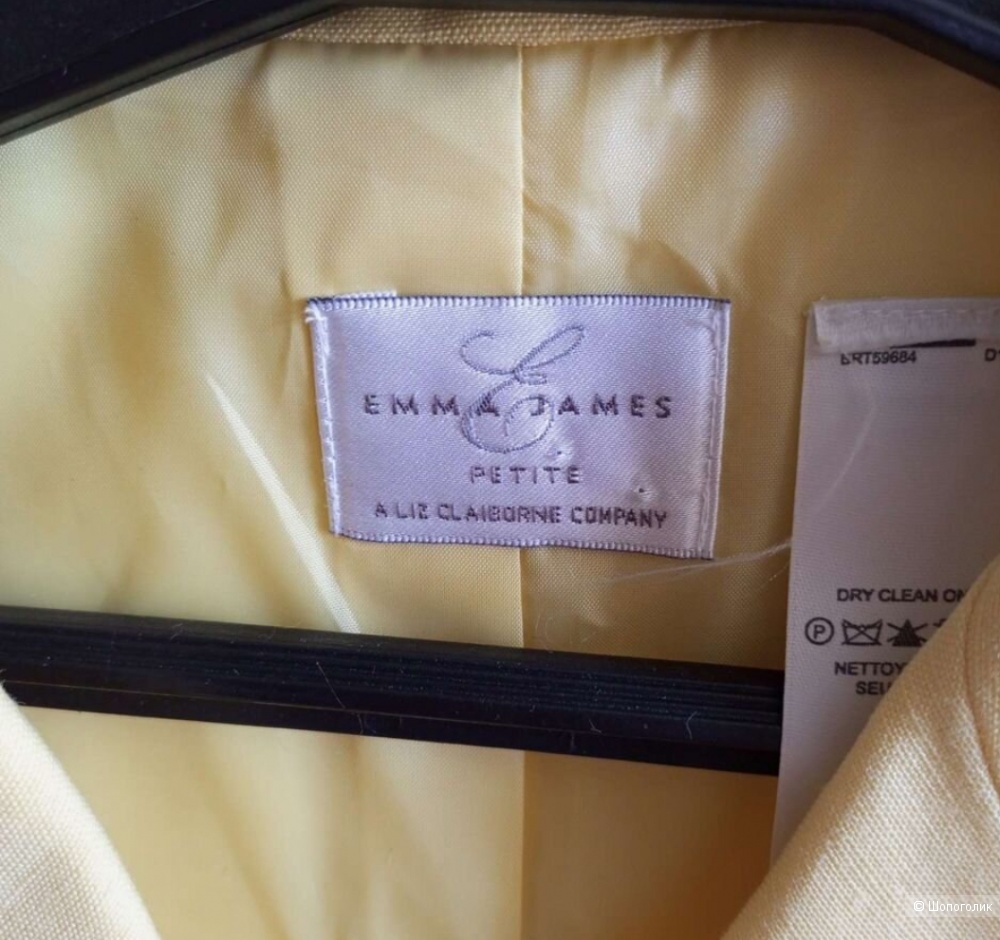 EMMA JAMES
PETITE
A LIZ CLAIBORNE COMPANY
BRT59684
DRY CLEAN
P
NETTOY
© Шопоголик